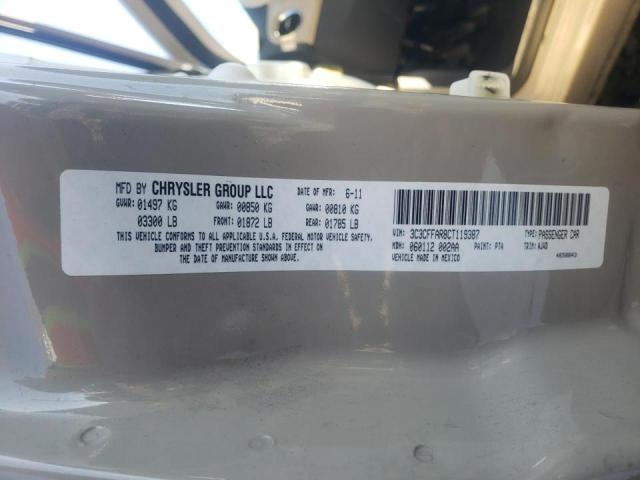 MFD BY CHRYSLER GROUP LLC DATE OF MFR: 6-11
GVWR: 01497 KG GAWR: 00850 KG GAWR: 00810 KG
03300 LB FRONT: 01872 LB REAR: 01785 LB
THIS VEHICLE CONFORMS TO ALL APPLICABLE U.S.A. FEDERAL MOTOR VEHICLE SAFETY,
BUMPER AND THEFT PREVENTION STANDARDS IN EFFECT ON
THE DATE OF MANUFACTURE SHOWN ABOVE.
VIN: 3C3CFFAR8CT119387 TYPE: PASSENGER CAR
MDH: 060112 002AA PAINT: PTA TRIM: AJAD
VEHICLE MADE IN MEXICO